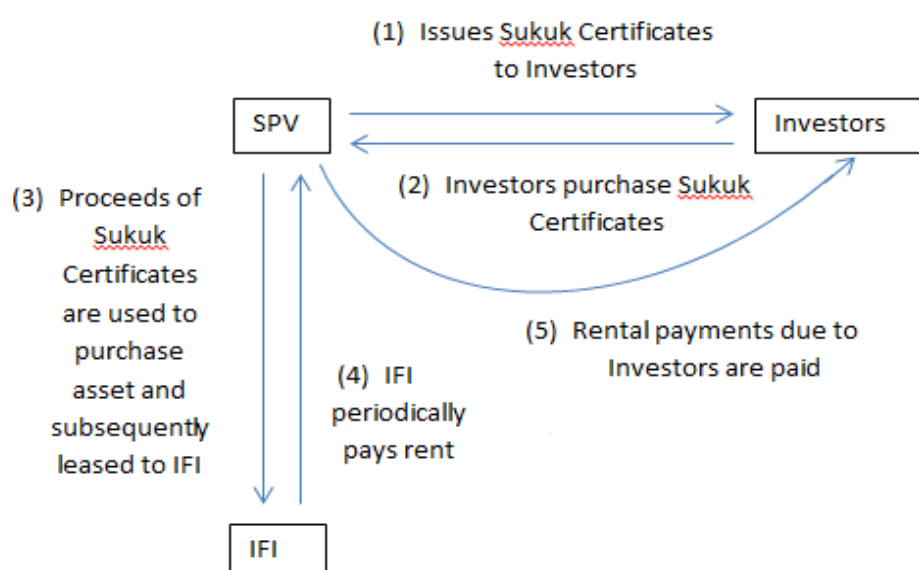 (1) Issues Sukuk Certificates
to Investors
SPV
Investors
(2) Investors purchase Sukuk
Certificates
(3) Proceeds of
Sukuk
Certificates
are used to
purchase
asset and
subsequently
leased to IFI
(4) IFI
periodically
pays rent
(5) Rental payments due to
Investors are paid
IFI